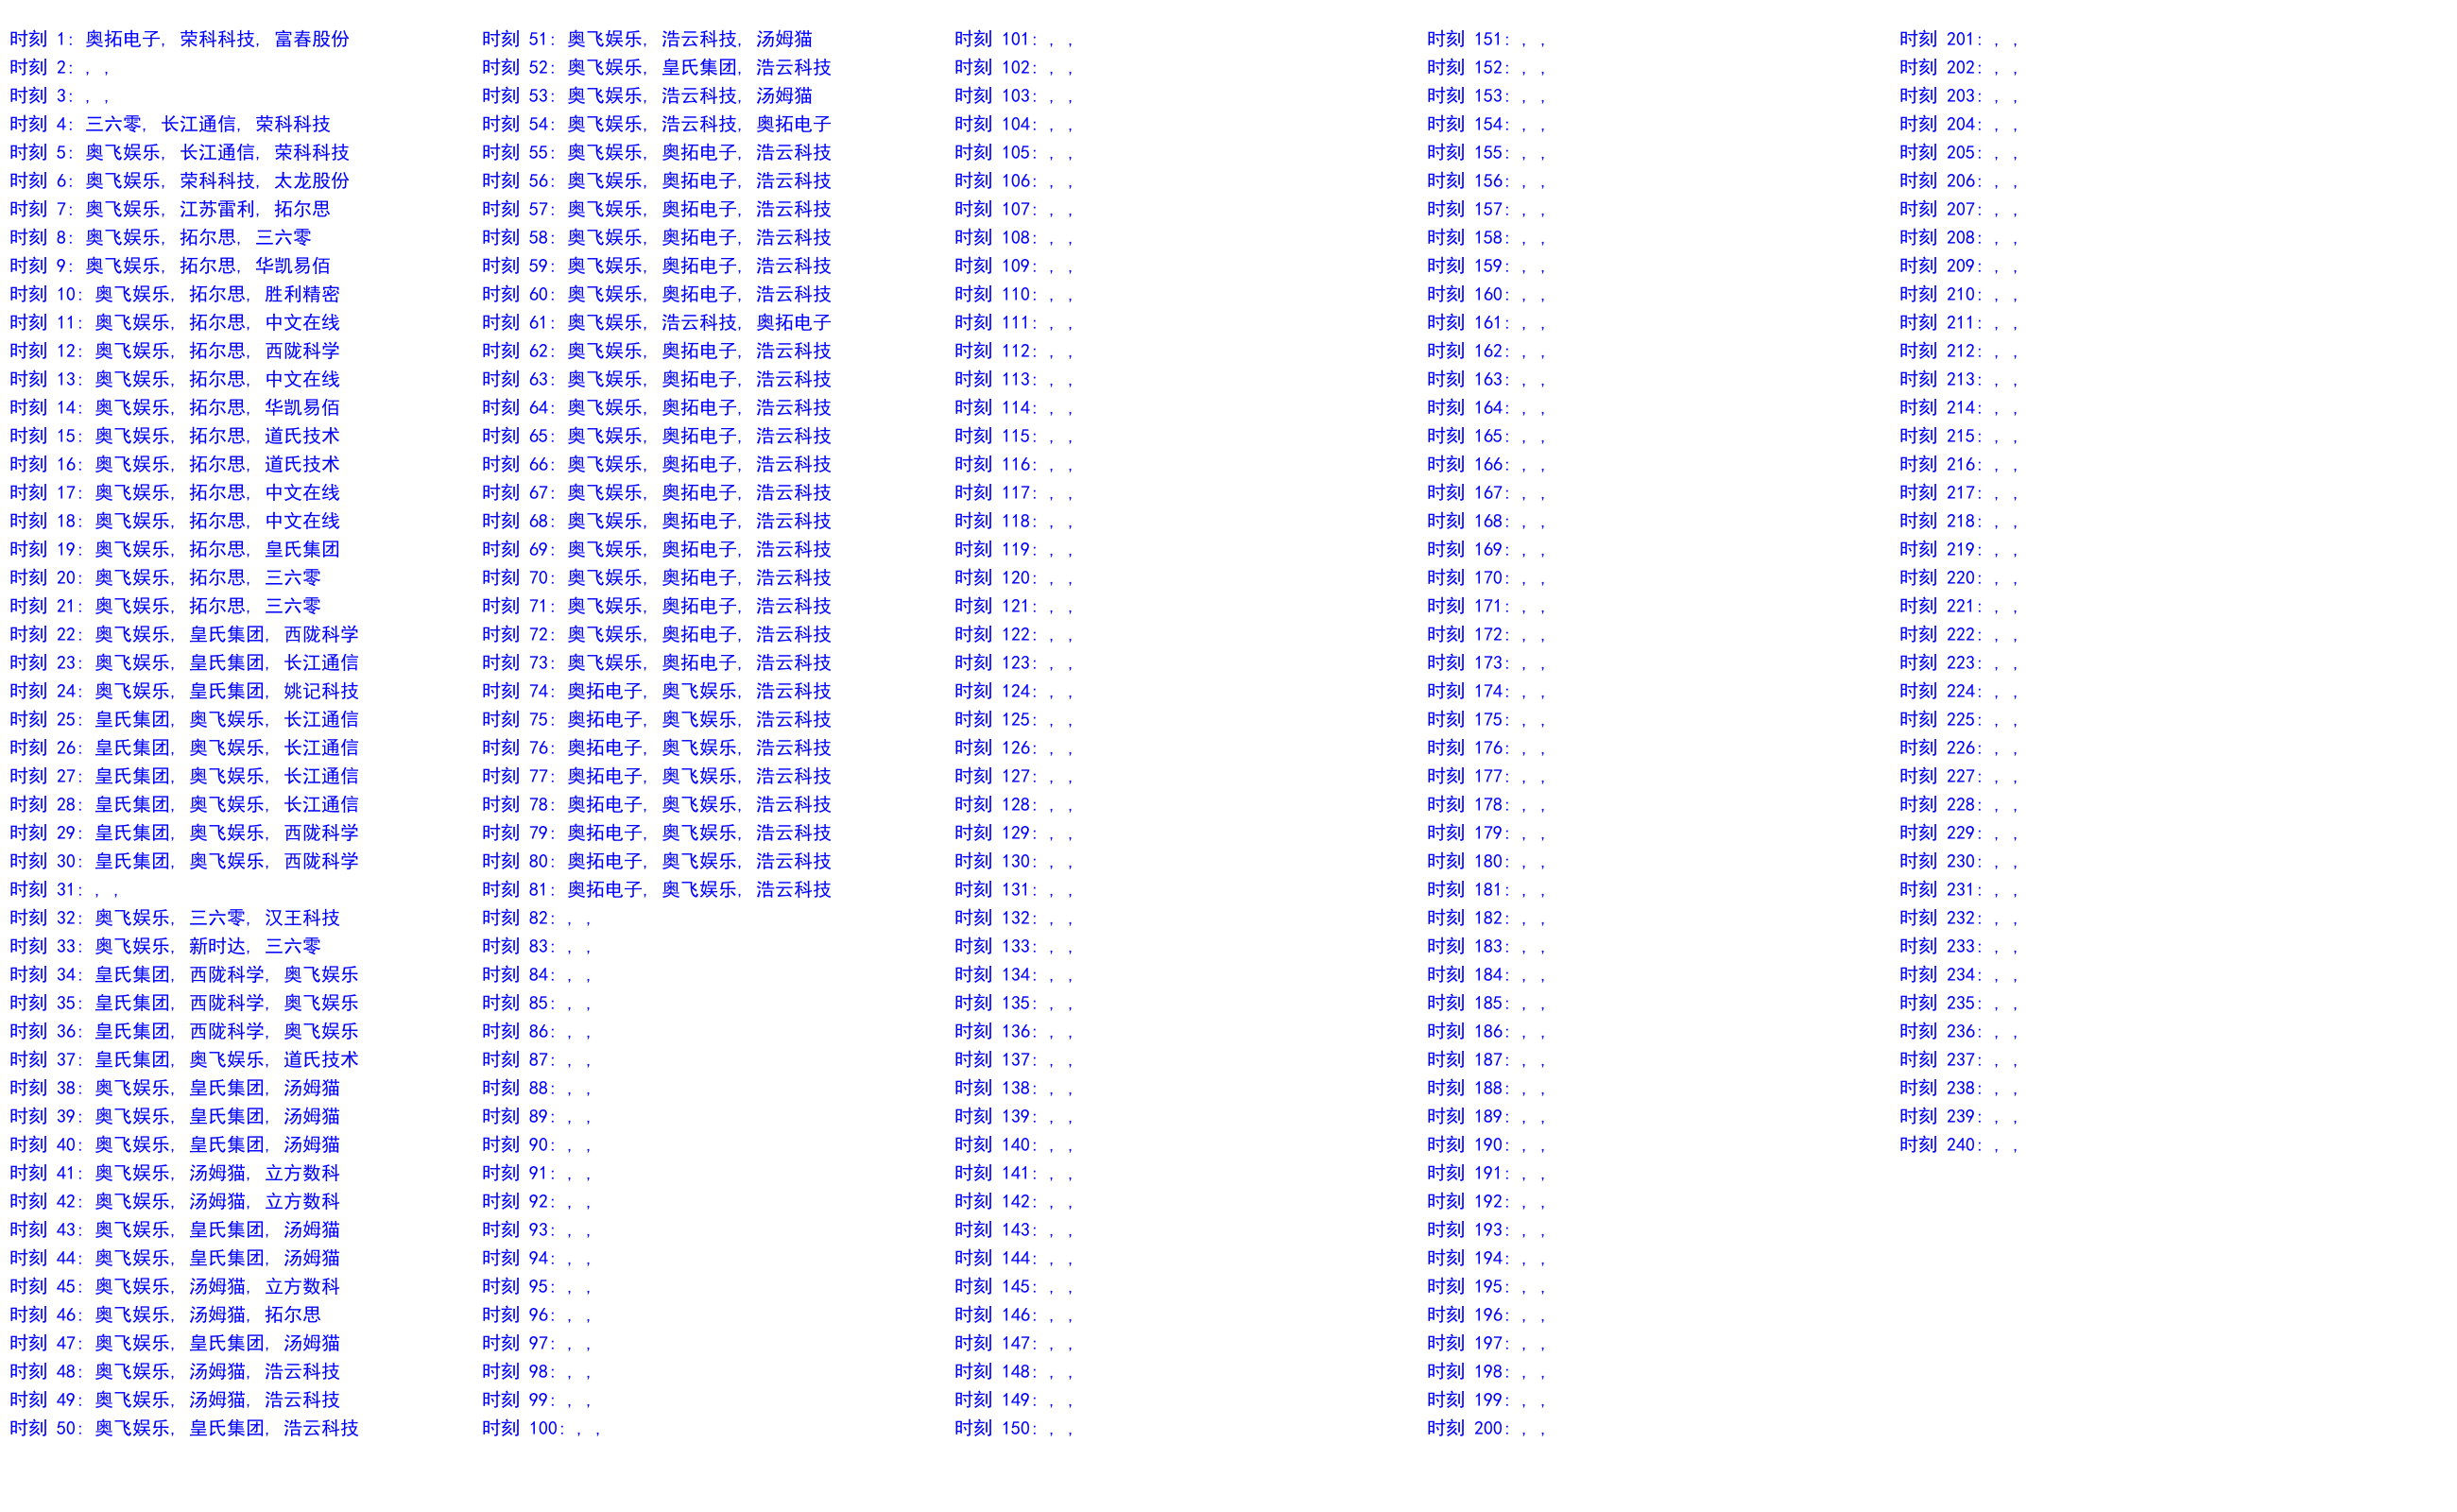 时刻 1: 奥拓电子, 荣科科技, 富春股份
时刻 2: , ,
时刻 3: , ,
时刻 4: 三六零, 长江通信, 荣科科技
时刻 5: 奥飞娱乐, 长江通信, 荣科科技
时刻 6: 奥飞娱乐, 荣科科技, 太龙股份
时刻 7: 奥飞娱乐, 江苏雷利, 拓尔思
时刻 8: 奥飞娱乐, 拓尔思, 三六零
时刻 9: 奥飞娱乐, 拓尔思, 华凯易佰
时刻 10: 奥飞娱乐, 拓尔思, 胜利精密
时刻 11: 奥飞娱乐, 拓尔思, 中文在线
时刻 12: 奥飞娱乐, 拓尔思, 西陇科学
时刻 13: 奥飞娱乐, 拓尔思, 中文在线
时刻 14: 奥飞娱乐, 拓尔思, 华凯易佰
时刻 15: 奥飞娱乐, 拓尔思, 道氏技术
时刻 16: 奥飞娱乐, 拓尔思, 道氏技术
时刻 17: 奥飞娱乐, 拓尔思, 中文在线
时刻 18: 奥飞娱乐, 拓尔思, 中文在线
时刻 19: 奥飞娱乐, 拓尔思, 皇氏集团
时刻 20: 奥飞娱乐, 拓尔思, 三六零
时刻 21: 奥飞娱乐, 拓尔思, 三六零
时刻 22: 奥飞娱乐, 皇氏集团, 西陇科学
时刻 23: 奥飞娱乐, 皇氏集团, 长江通信
时刻 24: 奥飞娱乐, 皇氏集团, 姚记科技
时刻 25: 皇氏集团, 奥飞娱乐, 长江通信
时刻 26: 皇氏集团, 奥飞娱乐, 长江通信
时刻 27: 皇氏集团, 奥飞娱乐, 长江通信
时刻 28: 皇氏集团, 奥飞娱乐, 长江通信
时刻 29: 皇氏集团, 奥飞娱乐, 西陇科学
时刻 30: 皇氏集团, 奥飞娱乐, 西陇科学
时刻 31: , ,
时刻 32: 奥飞娱乐, 三六零, 汉王科技
时刻 33: 奥飞娱乐, 新时达, 三六零
时刻 34: 皇氏集团, 西陇科学, 奥飞娱乐
时刻 35: 皇氏集团, 西陇科学, 奥飞娱乐
时刻 36: 皇氏集团, 西陇科学, 奥飞娱乐
时刻 37: 皇氏集团, 奥飞娱乐, 道氏技术
时刻 38: 奥飞娱乐, 皇氏集团, 汤姆猫
时刻 39: 奥飞娱乐, 皇氏集团, 汤姆猫
时刻 40: 奥飞娱乐, 皇氏集团, 汤姆猫
时刻 41: 奥飞娱乐, 汤姆猫, 立方数科
时刻 42: 奥飞娱乐, 汤姆猫, 立方数科
时刻 43: 奥飞娱乐, 皇氏集团, 汤姆猫
时刻 44: 奥飞娱乐, 皇氏集团, 汤姆猫
时刻 45: 奥飞娱乐, 汤姆猫, 立方数科
时刻 46: 奥飞娱乐, 汤姆猫, 拓尔思
时刻 47: 奥飞娱乐, 皇氏集团, 汤姆猫
时刻 48: 奥飞娱乐, 汤姆猫, 浩云科技
时刻 49: 奥飞娱乐, 汤姆猫, 浩云科技
时刻 50: 奥飞娱乐, 皇氏集团, 浩云科技
时刻 51: 奥飞娱乐, 浩云科技, 汤姆猫
时刻 52: 奥飞娱乐, 皇氏集团, 浩云科技
时刻 53: 奥飞娱乐, 浩云科技, 汤姆猫
时刻 54: 奥飞娱乐, 浩云科技, 奥拓电子
时刻 55: 奥飞娱乐, 奥拓电子, 浩云科技
时刻 56: 奥飞娱乐, 奥拓电子, 浩云科技
时刻 57: 奥飞娱乐, 奥拓电子, 浩云科技
时刻 58: 奥飞娱乐, 奥拓电子, 浩云科技
时刻 59: 奥飞娱乐, 奥拓电子, 浩云科技
时刻 60: 奥飞娱乐, 奥拓电子, 浩云科技
时刻 61: 奥飞娱乐, 浩云科技, 奥拓电子
时刻 62: 奥飞娱乐, 奥拓电子, 浩云科技
时刻 63: 奥飞娱乐, 奥拓电子, 浩云科技
时刻 64: 奥飞娱乐, 奥拓电子, 浩云科技
时刻 65: 奥飞娱乐, 奥拓电子, 浩云科技
时刻 66: 奥飞娱乐, 奥拓电子, 浩云科技
时刻 67: 奥飞娱乐, 奥拓电子, 浩云科技
时刻 68: 奥飞娱乐, 奥拓电子, 浩云科技
时刻 69: 奥飞娱乐, 奥拓电子, 浩云科技
时刻 70: 奥飞娱乐, 奥拓电子, 浩云科技
时刻 71: 奥飞娱乐, 奥拓电子, 浩云科技
时刻 72: 奥飞娱乐, 奥拓电子, 浩云科技
时刻 73: 奥飞娱乐, 奥拓电子, 浩云科技
时刻 74: 奥拓电子, 奥飞娱乐, 浩云科技
时刻 75: 奥拓电子, 奥飞娱乐, 浩云科技
时刻 76: 奥拓电子, 奥飞娱乐, 浩云科技
时刻 77: 奥拓电子, 奥飞娱乐, 浩云科技
时刻 78: 奥拓电子, 奥飞娱乐, 浩云科技
时刻 79: 奥拓电子, 奥飞娱乐, 浩云科技
时刻 80: 奥拓电子, 奥飞娱乐, 浩云科技
时刻 81: 奥拓电子, 奥飞娱乐, 浩云科技
时刻 82: , ,
时刻 83: , ,
时刻 84: , ,
时刻 85: , ,
时刻 86: , ,
时刻 87: , ,
时刻 88: , ,
时刻 89: , ,
时刻 90: , ,
时刻 91: , ,
时刻 92: , ,
时刻 93: , ,
时刻 94: , ,
时刻 95: , ,
时刻 96: , ,
时刻 97: , ,
时刻 98: , ,
时刻 99: , ,
时刻 100: , ,
时刻 101: , ,
时刻 102: , ,
时刻 103: , ,
时刻 104: , ,
时刻 105: , ,
时刻 106: , ,
时刻 107: , ,
时刻 108: , ,
时刻 109: , ,
时刻 110: , ,
时刻 111: , ,
时刻 112: , ,
时刻 113: , ,
时刻 114: , ,
时刻 115: , ,
时刻 116: , ,
时刻 117: , ,
时刻 118: , ,
时刻 119: , ,
时刻 120: , ,
时刻 121: , ,
时刻 122: , ,
时刻 123: , ,
时刻 124: , ,
时刻 125: , ,
时刻 126: , ,
时刻 127: , ,
时刻 128: , ,
时刻 129: , ,
时刻 130: , ,
时刻 131: , ,
时刻 132: , ,
时刻 133: , ,
时刻 134: , ,
时刻 135: , ,
时刻 136: , ,
时刻 137: , ,
时刻 138: , ,
时刻 139: , ,
时刻 140: , ,
时刻 141: , ,
时刻 142: , ,
时刻 143: , ,
时刻 144: , ,
时刻 145: , ,
时刻 146: , ,
时刻 147: , ,
时刻 148: , ,
时刻 149: , ,
时刻 150: , ,
时刻 151: , ,
时刻 152: , ,
时刻 153: , ,
时刻 154: , ,
时刻 155: , ,
时刻 156: , ,
时刻 157: , ,
时刻 158: , ,
时刻 159: , ,
时刻 160: , ,
时刻 161: , ,
时刻 162: , ,
时刻 163: , ,
时刻 164: , ,
时刻 165: , ,
时刻 166: , ,
时刻 167: , ,
时刻 168: , ,
时刻 169: , ,
时刻 170: , ,
时刻 171: , ,
时刻 172: , ,
时刻 173: , ,
时刻 174: , ,
时刻 175: , ,
时刻 176: , ,
时刻 177: , ,
时刻 178: , ,
时刻 179: , ,
时刻 180: , ,
时刻 181: , ,
时刻 182: , ,
时刻 183: , ,
时刻 184: , ,
时刻 185: , ,
时刻 186: , ,
时刻 187: , ,
时刻 188: , ,
时刻 189: , ,
时刻 190: , ,
时刻 191: , ,
时刻 192: , ,
时刻 193: , ,
时刻 194: , ,
时刻 195: , ,
时刻 196: , ,
时刻 197: , ,
时刻 198: , ,
时刻 199: , ,
时刻 200: , ,
时刻 201: , ,
时刻 202: , ,
时刻 203: , ,
时刻 204: , ,
时刻 205: , ,
时刻 206: , ,
时刻 207: , ,
时刻 208: , ,
时刻 209: , ,
时刻 210: , ,
时刻 211: , ,
时刻 212: , ,
时刻 213: , ,
时刻 214: , ,
时刻 215: , ,
时刻 216: , ,
时刻 217: , ,
时刻 218: , ,
时刻 219: , ,
时刻 220: , ,
时刻 221: , ,
时刻 222: , ,
时刻 223: , ,
时刻 224: , ,
时刻 225: , ,
时刻 226: , ,
时刻 227: , ,
时刻 228: , ,
时刻 229: , ,
时刻 230: , ,
时刻 231: , ,
时刻 232: , ,
时刻 233: , ,
时刻 234: , ,
时刻 235: , ,
时刻 236: , ,
时刻 237: , ,
时刻 238: , ,
时刻 239: , ,
时刻 240: , ,